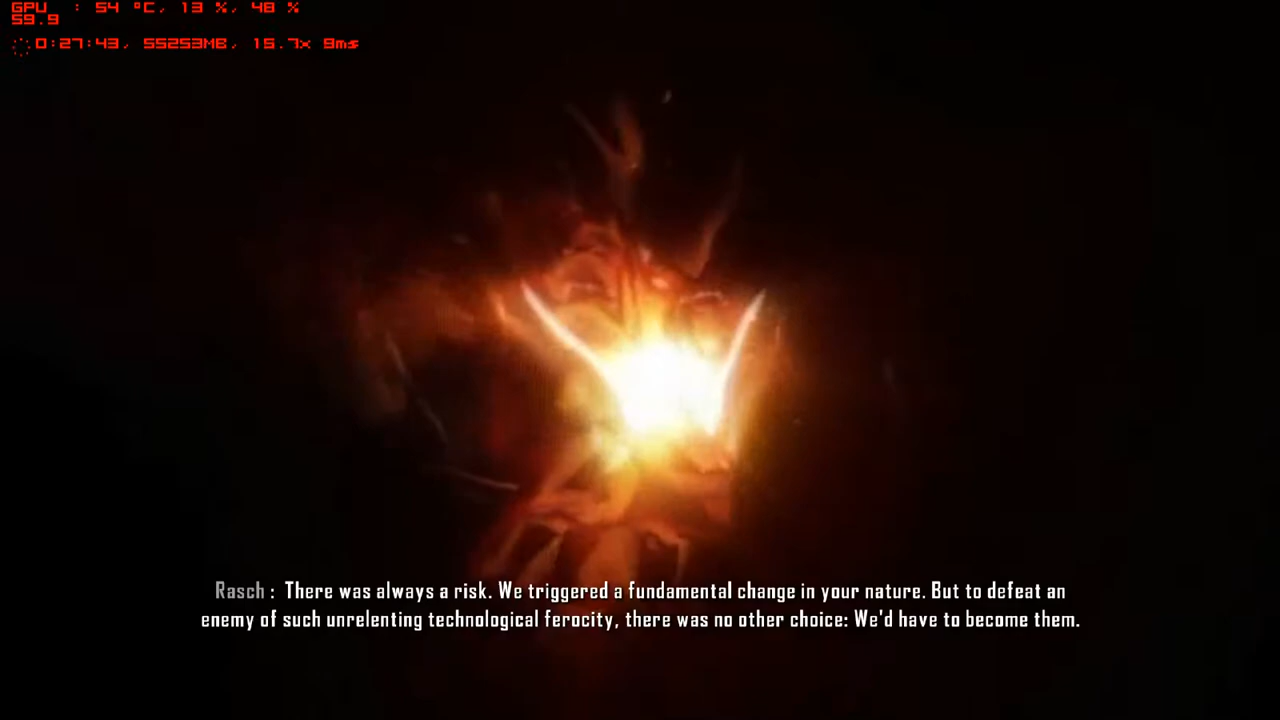 GPU : 54 °C, 13 %, 48 %
59.9
0:27:43, 55253MB, 15.7x 9ms
Rasch : There was always a risk. We triggered a fundamental change in your nature. But to defeat an
enemy of such unrelenting technological ferocity, there was no other choice: We'd have to become them.